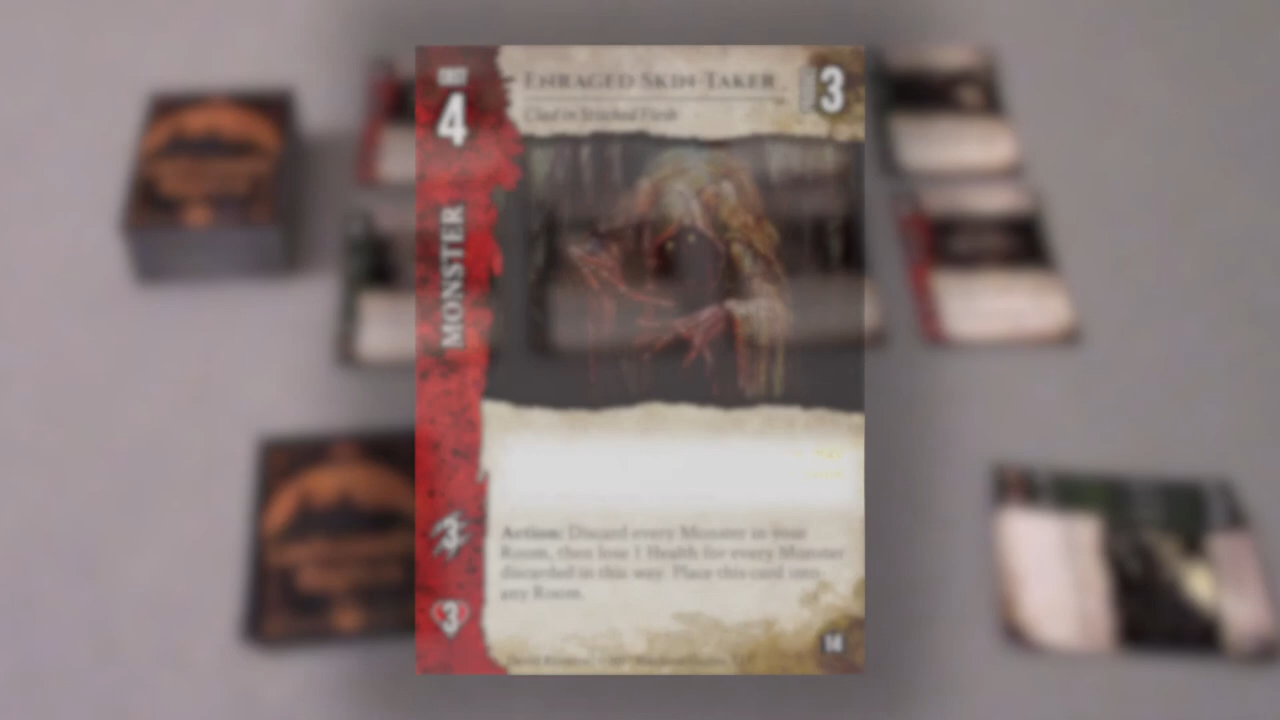 4
ENRAGED SKIN-TAKER
3
Clad in Stitched Flesh
MONSTER
3
Action: Discard every Monster in your
Room, then lose 1 Health for every Monster
discarded in this way. Place this card into
any Room.
3
14